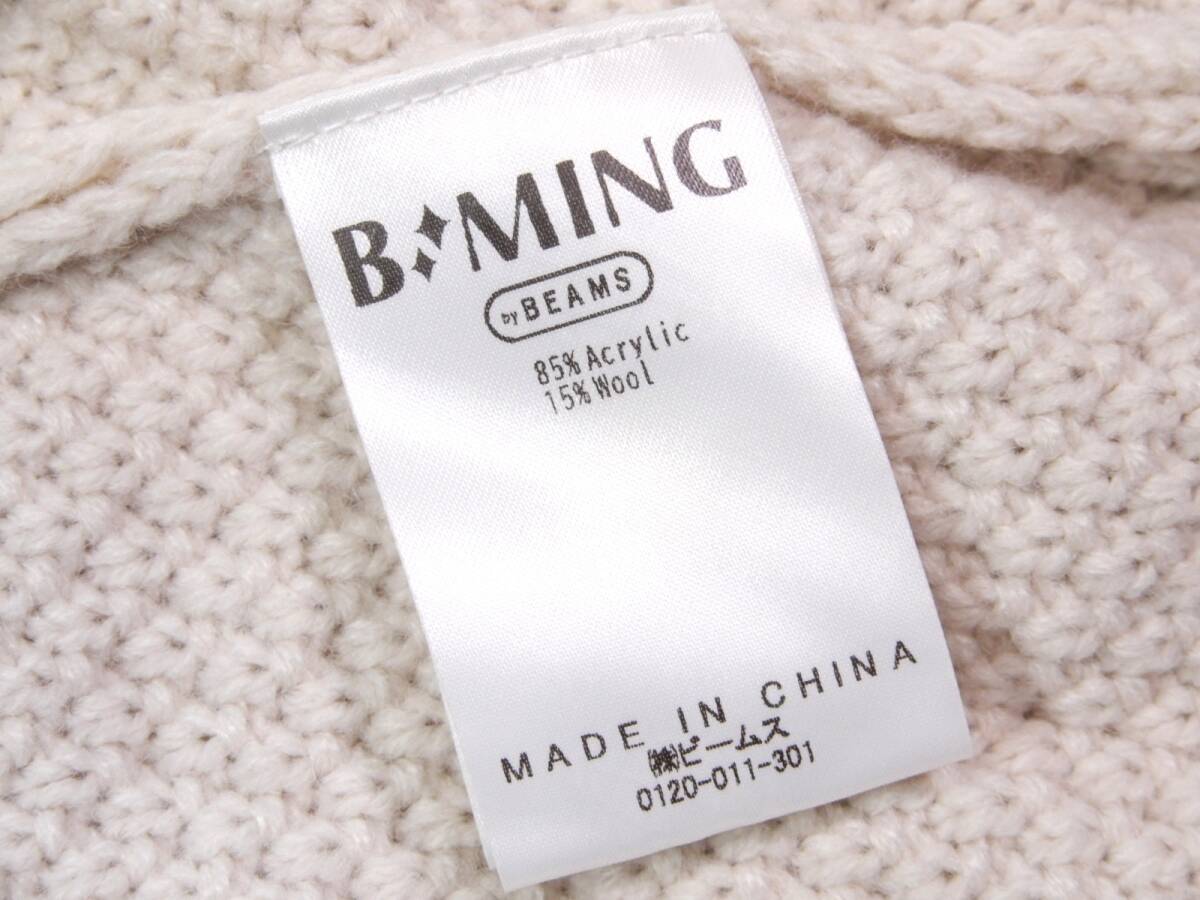 B MING
by BEAMS
85% Acrylic
15% Wool
MADE IN CHINA
㈱ビームス
0120-011-301